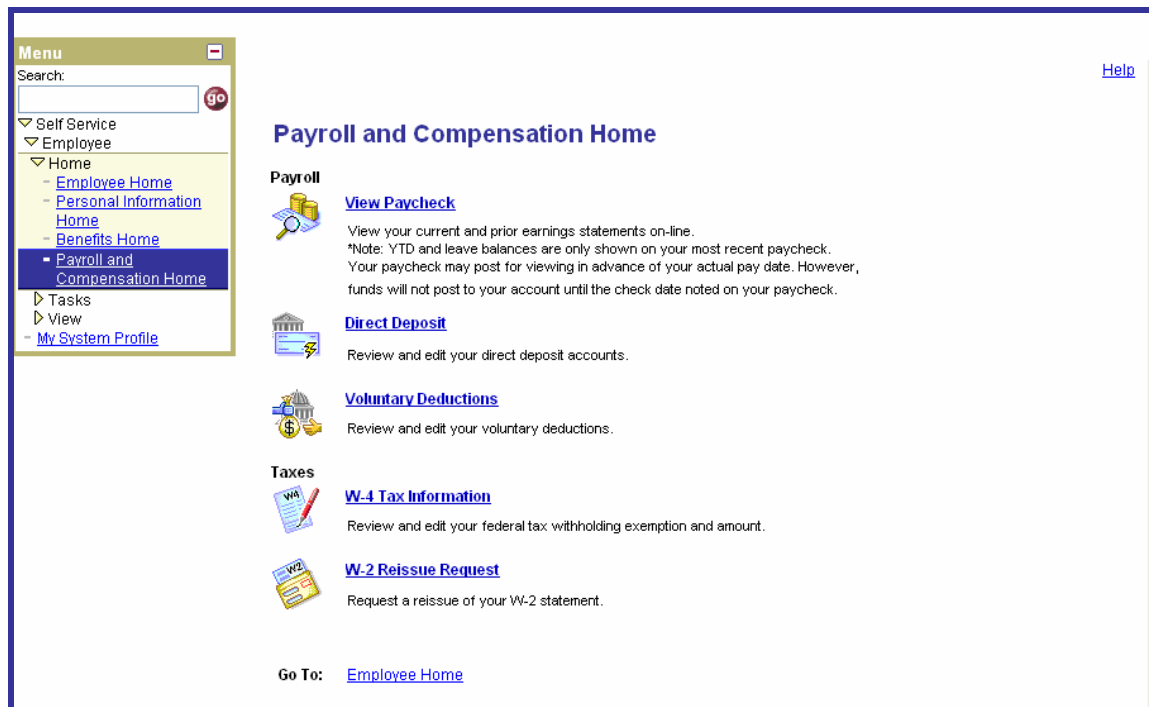 Menu
Search:
go
Self Service
Employee
Home
- Employee Home
- Personal Information
Home
- Benefits Home
- Payroll and
Compensation Home
Tasks
View
- My System Profile
Help
Payroll and Compensation Home
Payroll
View Paycheck
View your current and prior earnings statements on-line.
*Note: YTD and leave balances are only shown on your most recent paycheck.
Your paycheck may post for viewing in advance of your actual pay date. However,
funds will not post to your account until the check date noted on your paycheck.
Direct Deposit
Review and edit your direct deposit accounts.
$
Voluntary Deductions
Review and edit your voluntary deductions.
Taxes
W4
W-4 Tax Information
Review and edit your federal tax withholding exemption and amount.
W2
W-2 Reissue Request
Request a reissue of your W-2 statement.
Go To: Employee Home